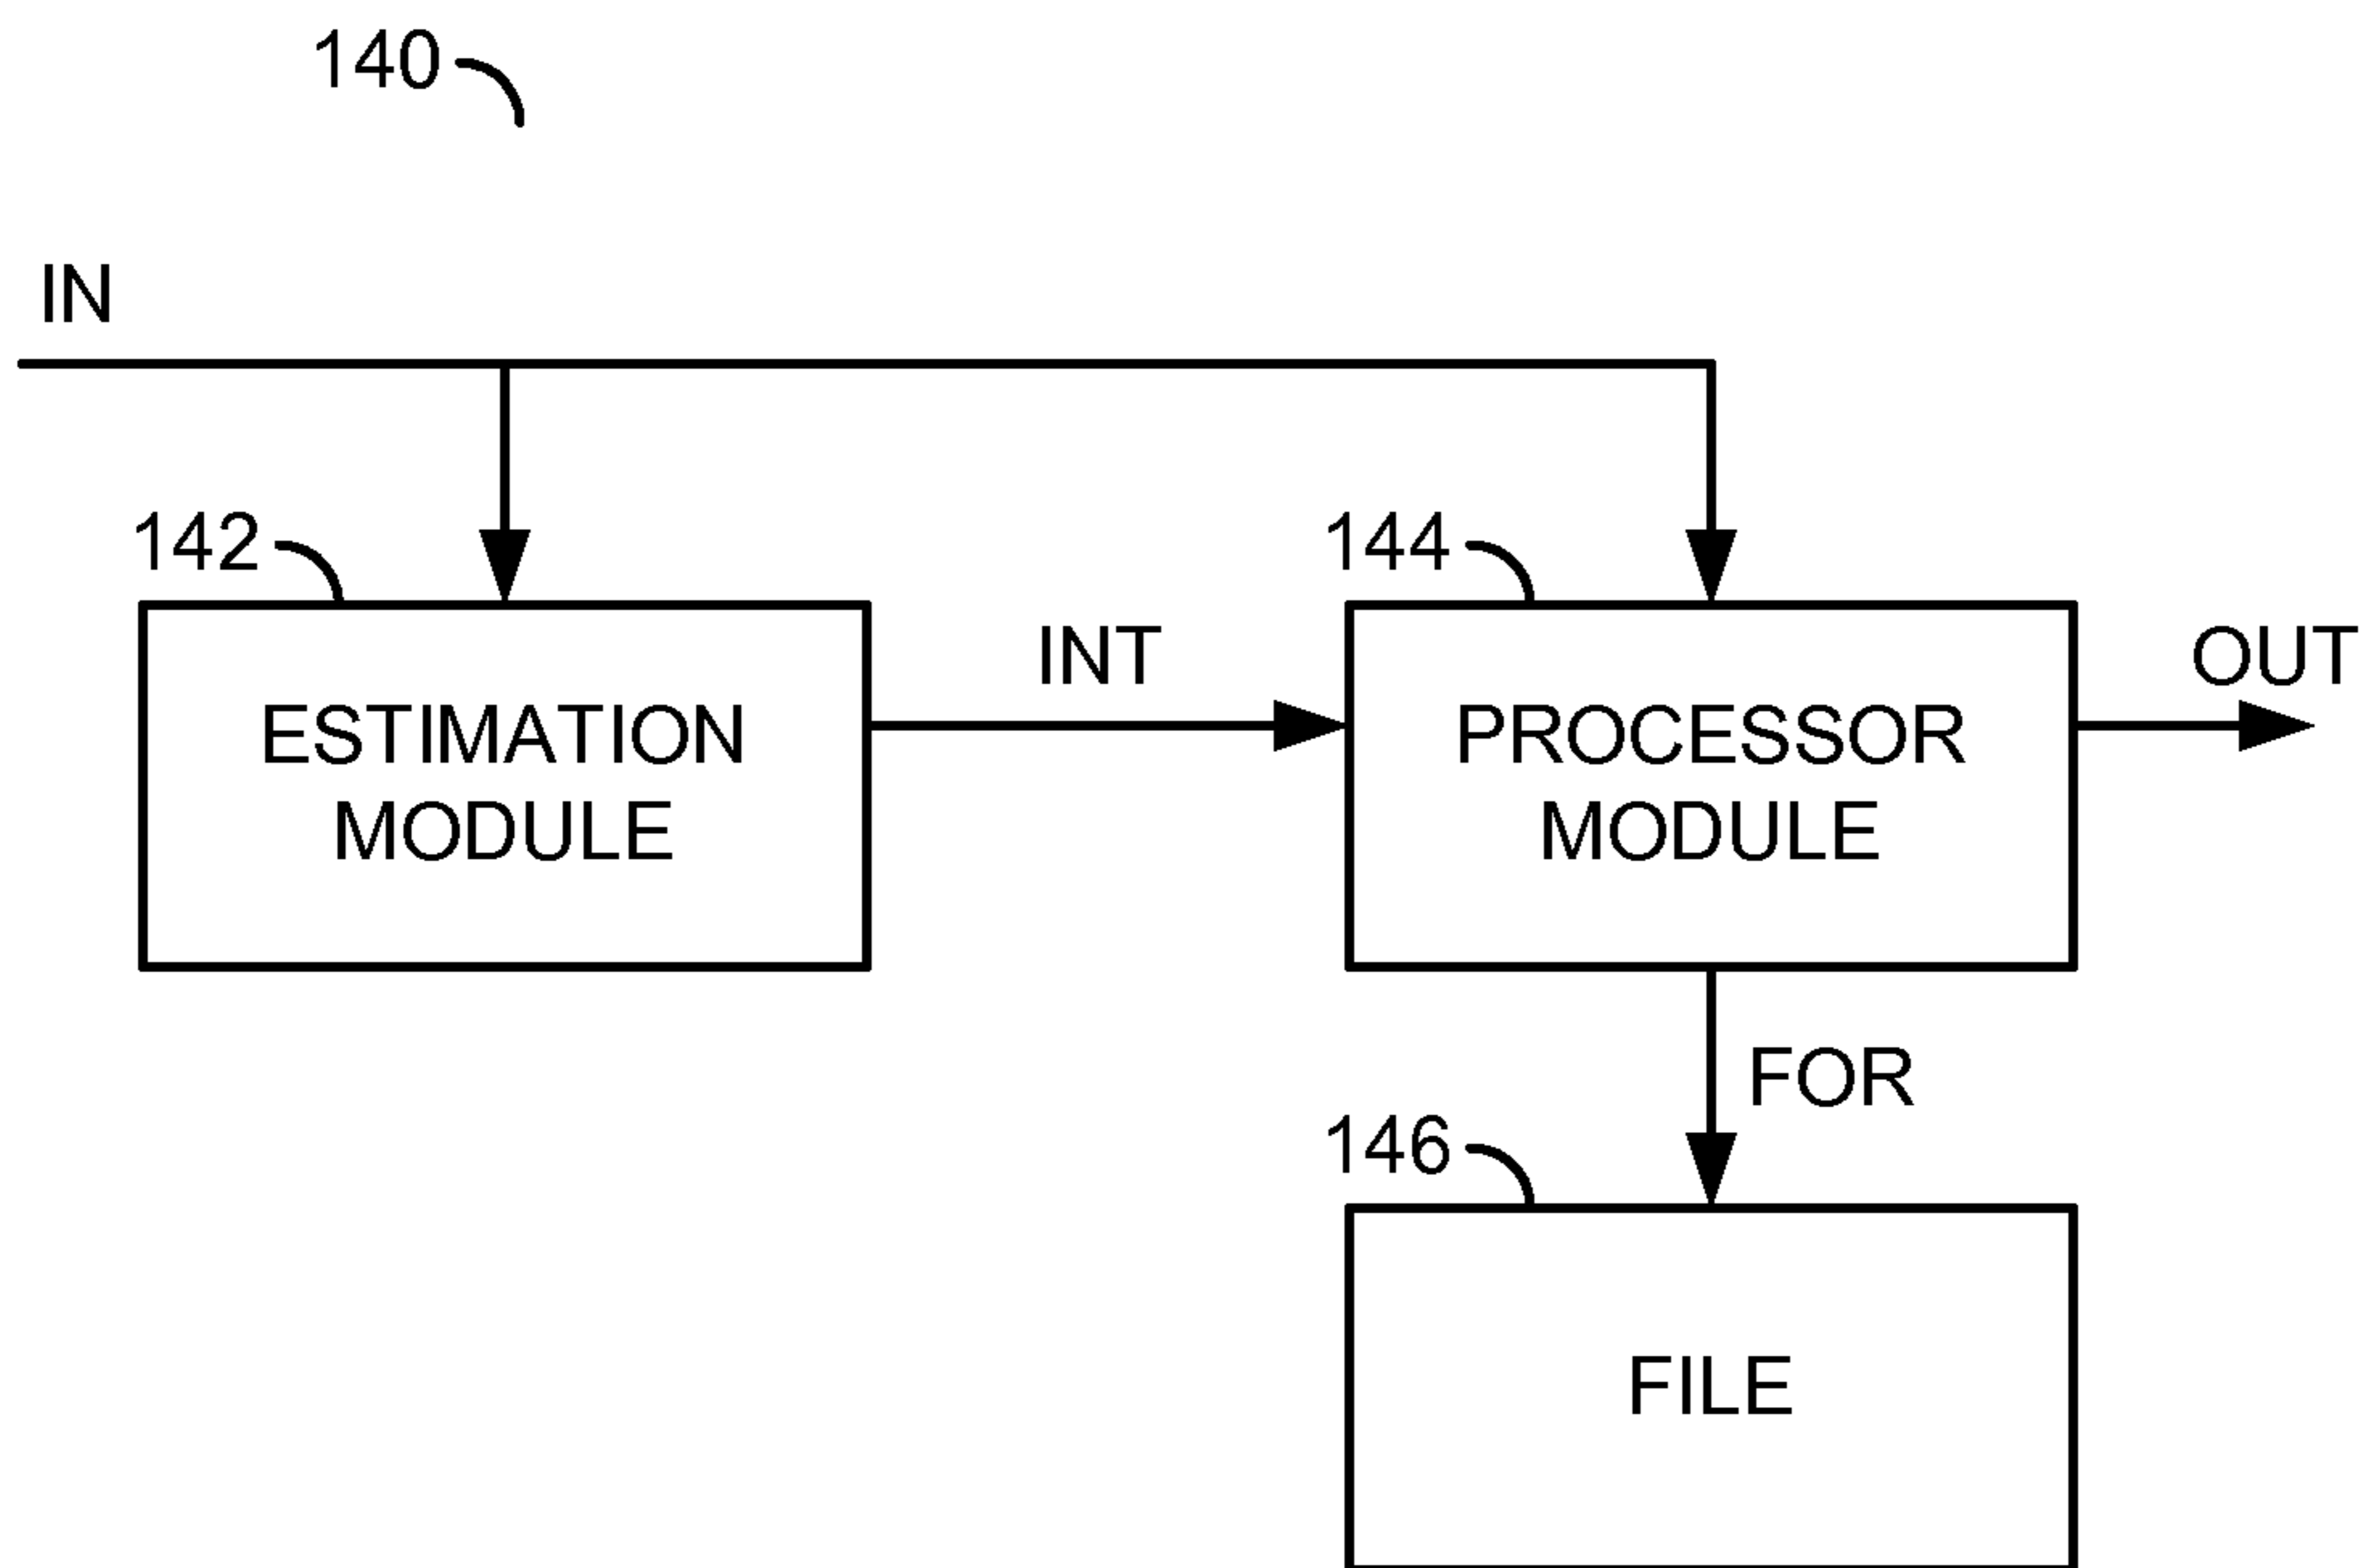 140
IN
142
144
INT
OUT
ESTIMATION
MODULE
PROCESSOR
MODULE
FOR
146
FILE